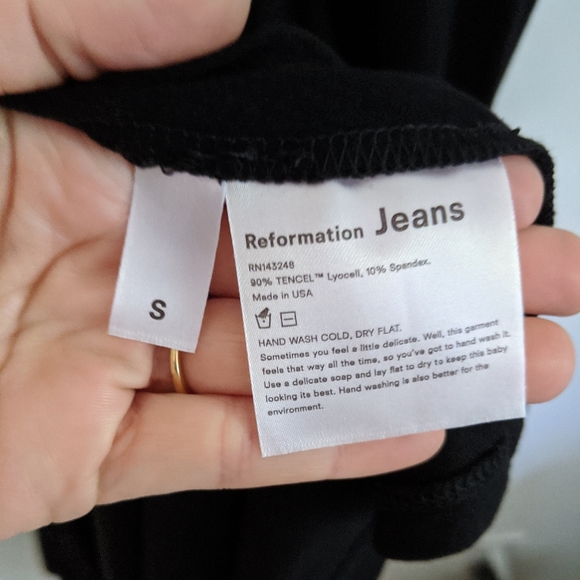 S
Reformation Jeans
RN143248
90% TENCEL™ Lyocell, 10% Spandex.
Made in USA
HAND WASH COLD, DRY FLAT.
Sometimes you feel a little delicate. Well, this garment
feels that way all the time, so you've got to hand wash it.
Use a delicate soap and lay flat to dry to keep this baby
looking its best. Hand washing is also better for the
environment.